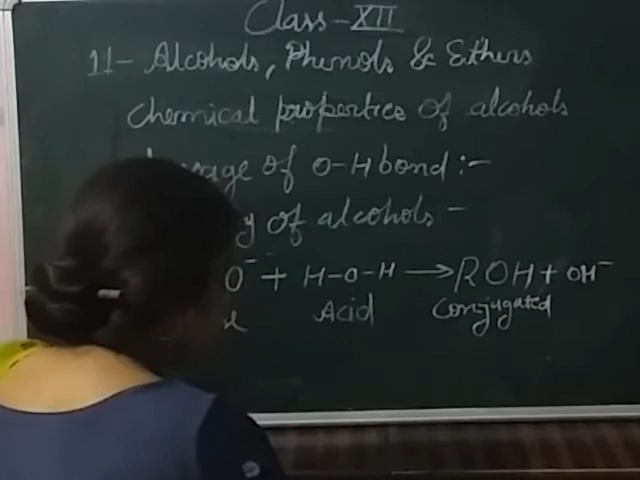 Class - XII
11- Alcohols, Phenols & Ethers
Chemical properties of alcohols
of O-H bond :-
of alcohols -
O⁻ + H-O-H → ROH + OH⁻
Acid Conjugated